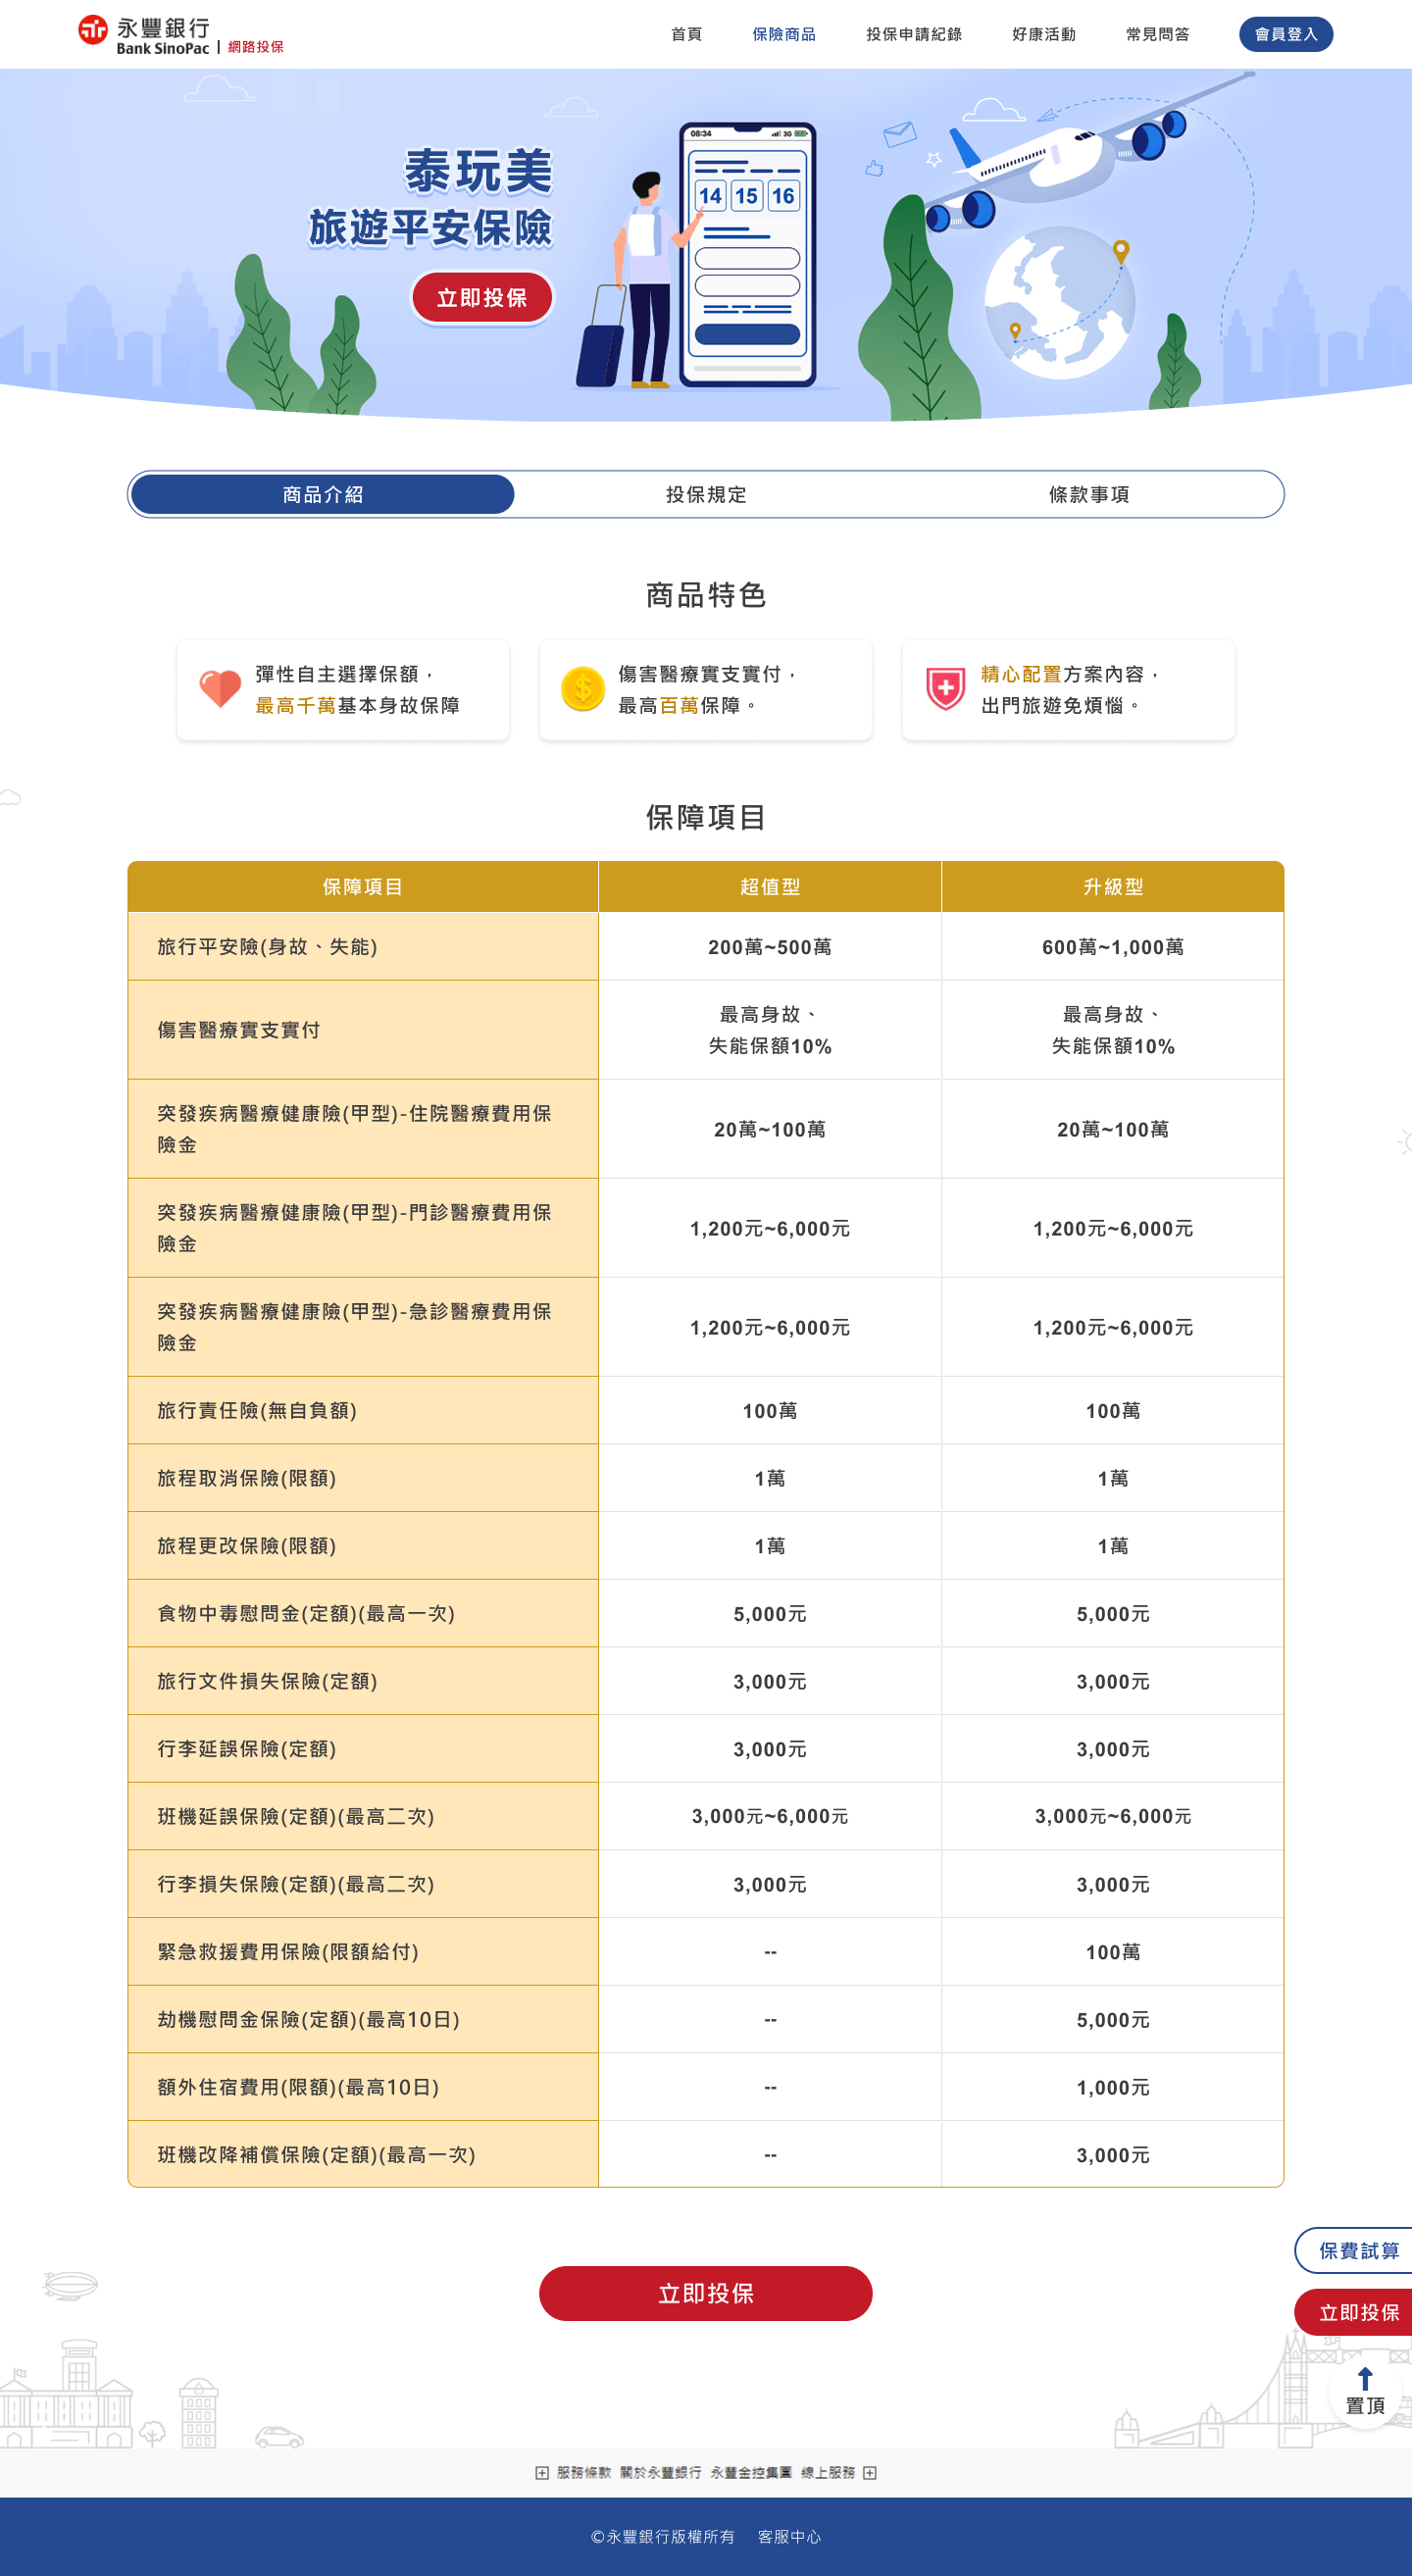 永豐銀行
Bank SinoPac | 網路投保
首頁
保險商品
投保申請紀錄
好康活動
常見問答
會員登入
泰玩美
旅遊平安保險
立即投保
08:34
3G
14 15 16
商品介紹
投保規定
條款事項
商品特色
彈性自主選擇保額，
最高千萬基本身故保障
傷害醫療實支實付，
最高百萬保障。
精心配置方案內容，
出門旅遊免煩惱。
保障項目
保障項目 超值型 升級型
旅行平安險(身故、失能) 200萬~500萬 600萬~1,000萬
傷害醫療實支實付
最高身故、
失能保額10%
最高身故、
失能保額10%
突發疾病醫療健康險(甲型)-住院醫療費用保
險金
20萬~100萬 20萬~100萬
突發疾病醫療健康險(甲型)-門診醫療費用保
險金
1,200元~6,000元 1,200元~6,000元
突發疾病醫療健康險(甲型)-急診醫療費用保
險金
1,200元~6,000元 1,200元~6,000元
旅行責任險(無自負額) 100萬 100萬
旅程取消保險(限額) 1萬 1萬
旅程更改保險(限額) 1萬 1萬
食物中毒慰問金(定額)(最高一次) 5,000元 5,000元
旅行文件損失保險(定額) 3,000元 3,000元
行李延誤保險(定額) 3,000元 3,000元
班機延誤保險(定額)(最高二次) 3,000元~6,000元 3,000元~6,000元
行李損失保險(定額)(最高二次) 3,000元 3,000元
緊急救援費用保險(限額給付) -- 100萬
劫機慰問金保險(定額)(最高10日) -- 5,000元
額外住宿費用(限額)(最高10日) -- 1,000元
班機改降補償保險(定額)(最高一次) -- 3,000元
保費試算
立即投保
立即投保
置頂
服務條款 關於永豐銀行 永豐金控集團 線上服務
©永豐銀行版權所有 客服中心